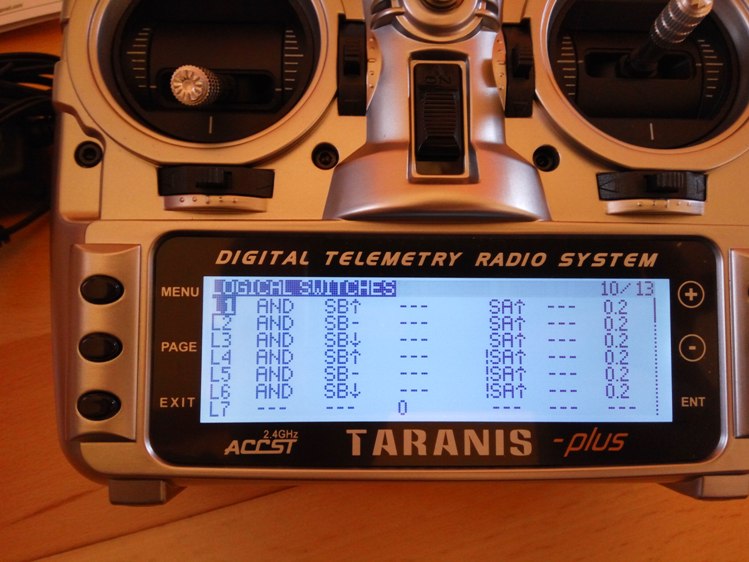 DIGITAL TELEMETRY RADIO SYSTEM
MENU
PAGE
EXIT
LOGICAL SWITCHES 10/13
L1 AND SB↑ --- SA↑ --- 0.2
L2 AND SB- --- SA↑ --- 0.2
L3 AND SB↓ --- SA↑ --- 0.2
L4 AND SB↑ --- !SA↑ --- 0.2
L5 AND SB- --- !SA↑ --- 0.2
L6 AND SB↓ --- !SA↑ --- 0.2
L7 --- --- 0 --- --- ---
+
-
ENT
2.4GHz
ACCST TARANIS -plus